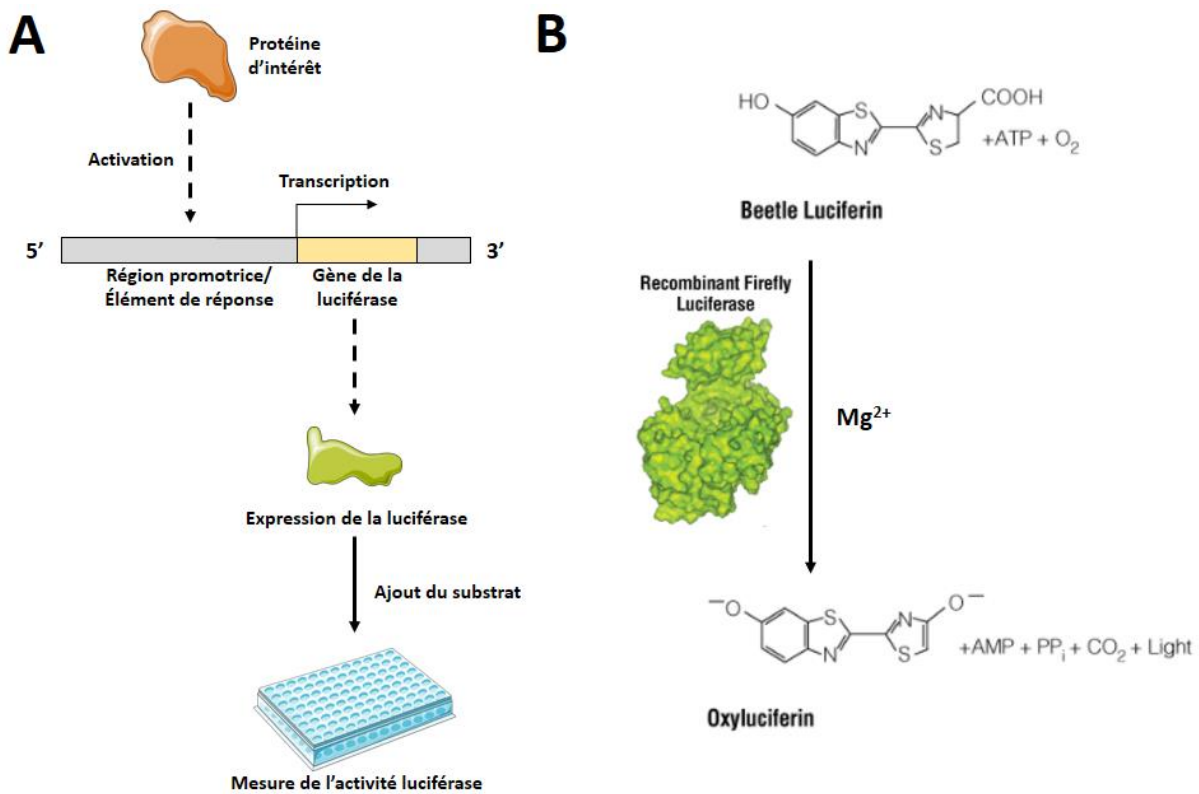 A
Protéine
d'intérêt
Activation
Transcription
5'
3'
Région promotrice/
Élément de réponse
Gène de la
luciférase
Expression de la luciférase
Ajout du substrat
Mesure de l'activité luciférase
B
HO
S
N
N
S
COOH
+ATP + O₂
Beetle Luciferin
Recombinant Firefly
Luciferase
Mg²⁺
⁻O
S
N
N
S
O⁻
+AMP + PPᵢ + CO₂ + Light
Oxyluciferin